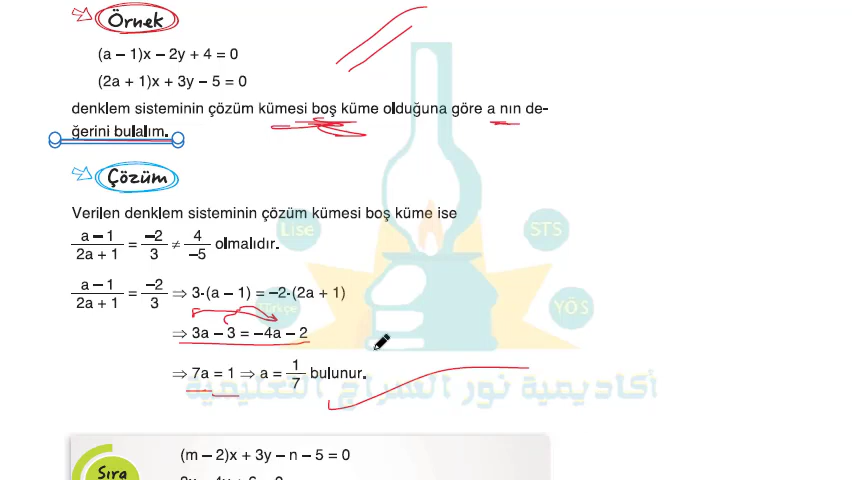 Örnek
(a – 1)x – 2y + 4 = 0
(2a + 1)x + 3y – 5 = 0
denklem sisteminin çözüm kümesi boş küme olduğuna göre a nın de-
ğerini bulalım.
Çözüm
Verilen denklem sisteminin çözüm kümesi boş küme ise
Lise
STS
(a – 1)/(2a + 1) = –2/3 ≠ 4/–5 olmalıdır.
(a – 1)/(2a + 1) = –2/3 ⇒ 3·(a – 1) = –2·(2a + 1)
Türkçe
YÖS
⇒ 3a – 3 = –4a – 2
⇒ 7a = 1 ⇒ a = 1/7 bulunur.
أكاديمية نور السراج التعليمية
(m – 2)x + 3y – n – 5 = 0
Sıra